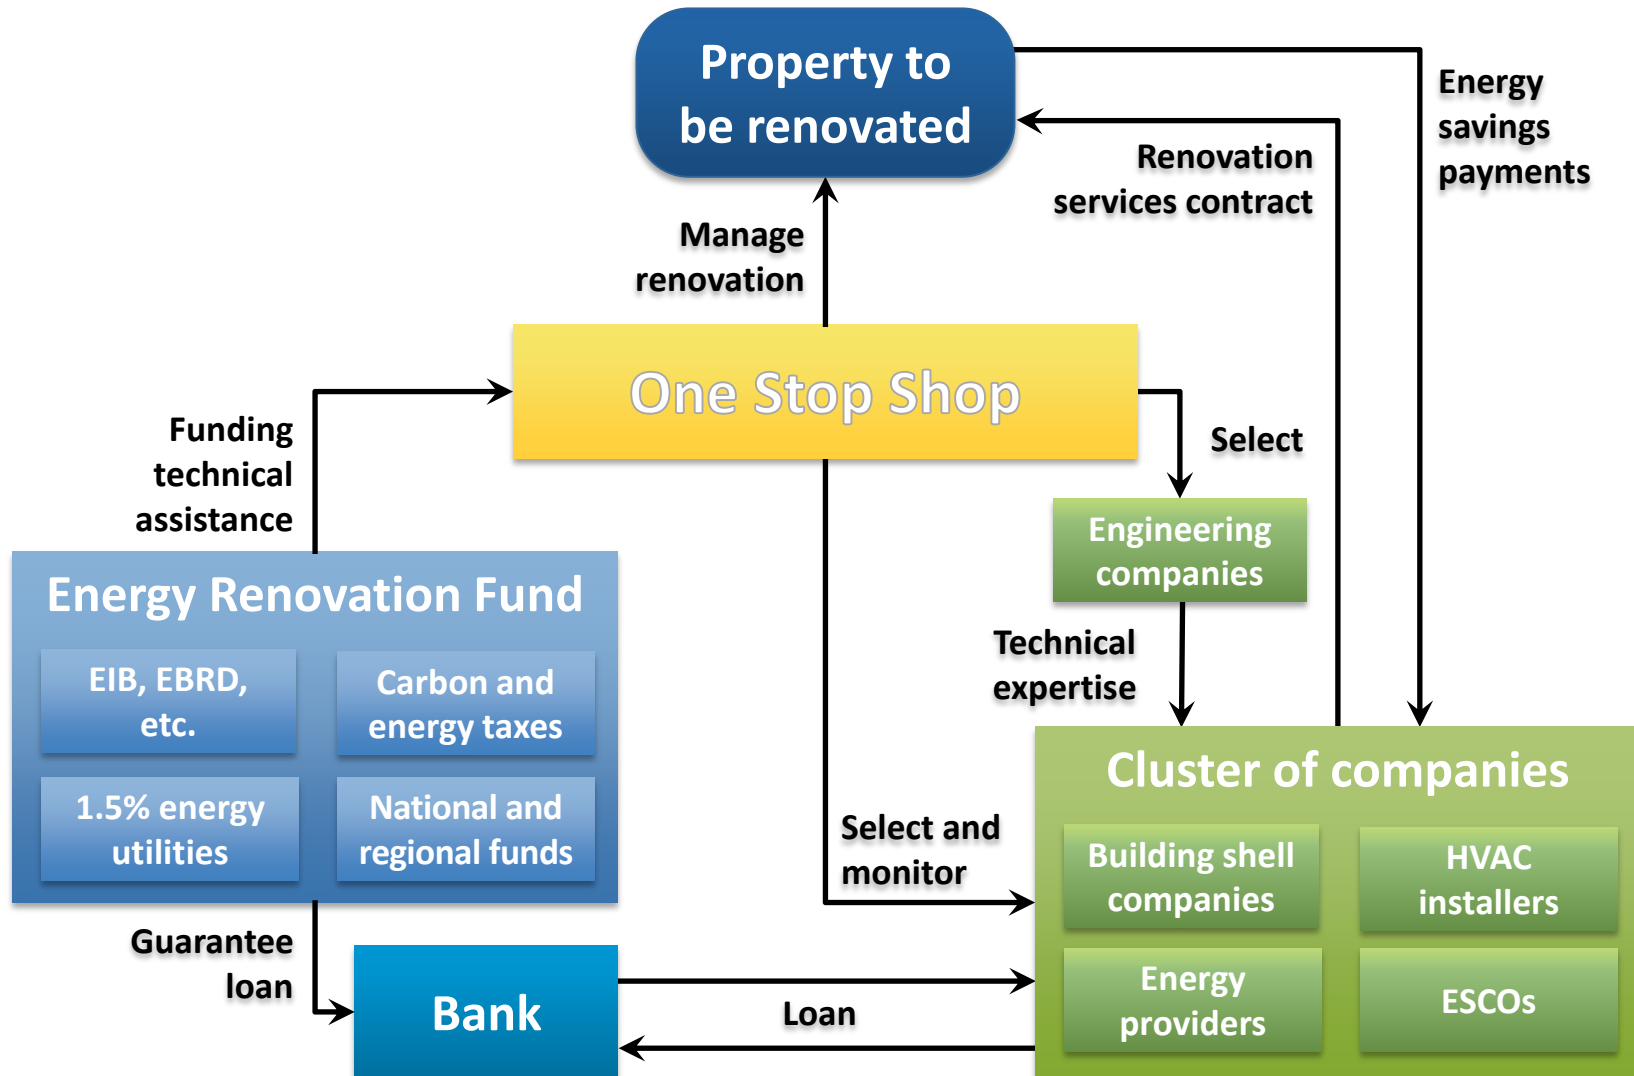 Property to
be renovated
Energy
savings
payments
Renovation
services contract
Manage
renovation
One Stop Shop
Funding
technical
assistance
Select
Engineering
companies
Energy Renovation Fund
EIB, EBRD,
etc.
Carbon and
energy taxes
1.5% energy
utilities
National and
regional funds
Technical
expertise
Cluster of companies
Building shell
companies
HVAC
installers
Energy
providers
ESCOs
Select and
monitor
Guarantee
loan
Bank
Loan